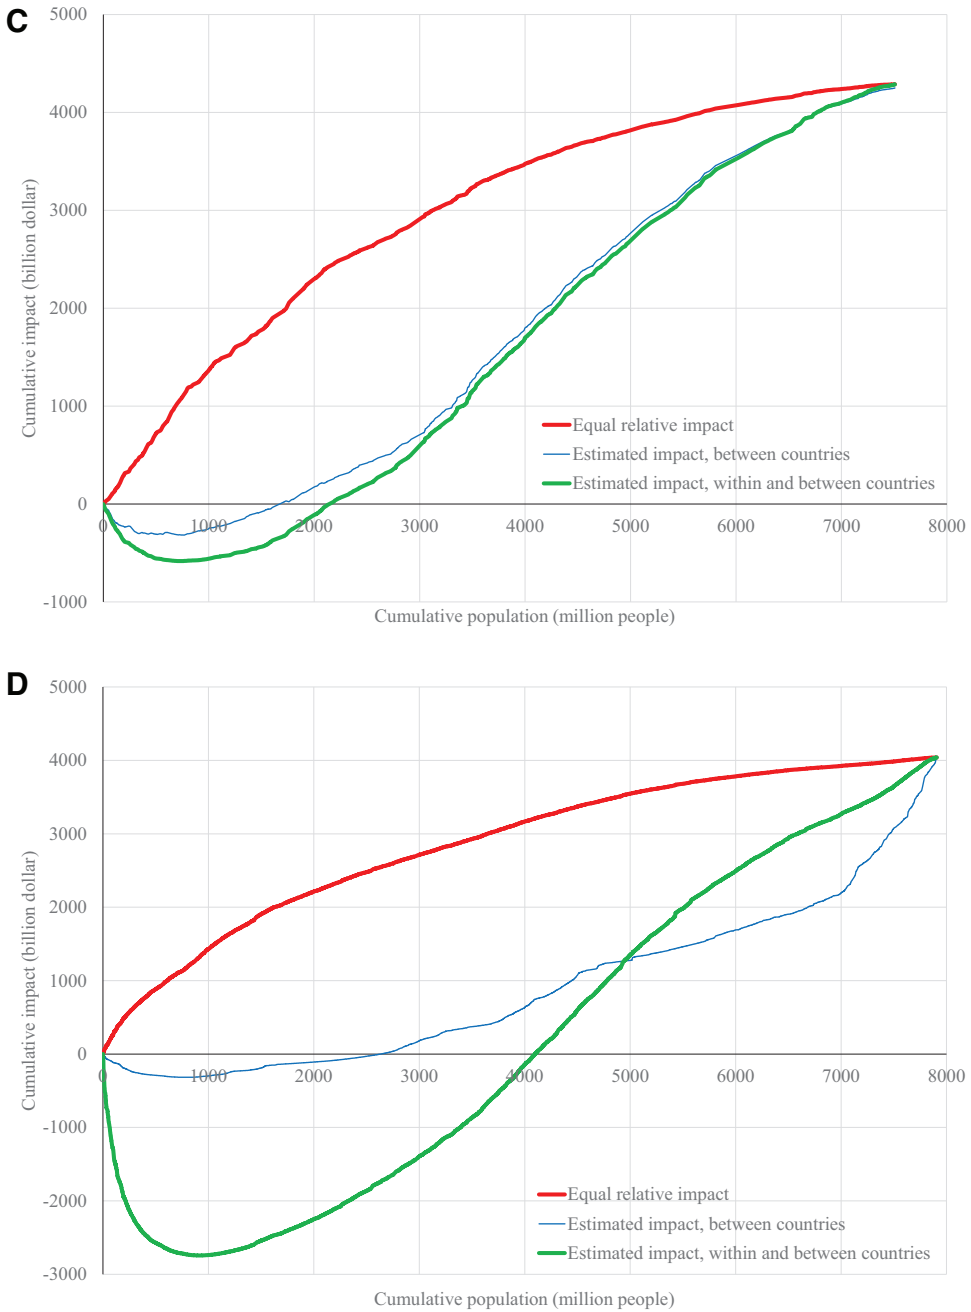 C
5000
4000
3000
2000
1000
0
-1000
Cumulative impact (billion dollar)
Equal relative impact
Estimated impact, between countries
Estimated impact, within and between countries
0 1000 2000 3000 4000 5000 6000 7000 8000
Cumulative population (million people)
D
5000
4000
3000
2000
1000
0
-1000
-2000
-3000
Cumulative impact (billion dollar)
0 1000 2000 3000 4000 5000 6000 7000 8000
Equal relative impact
Estimated impact, between countries
Estimated impact, within and between countries
Cumulative population (million people)